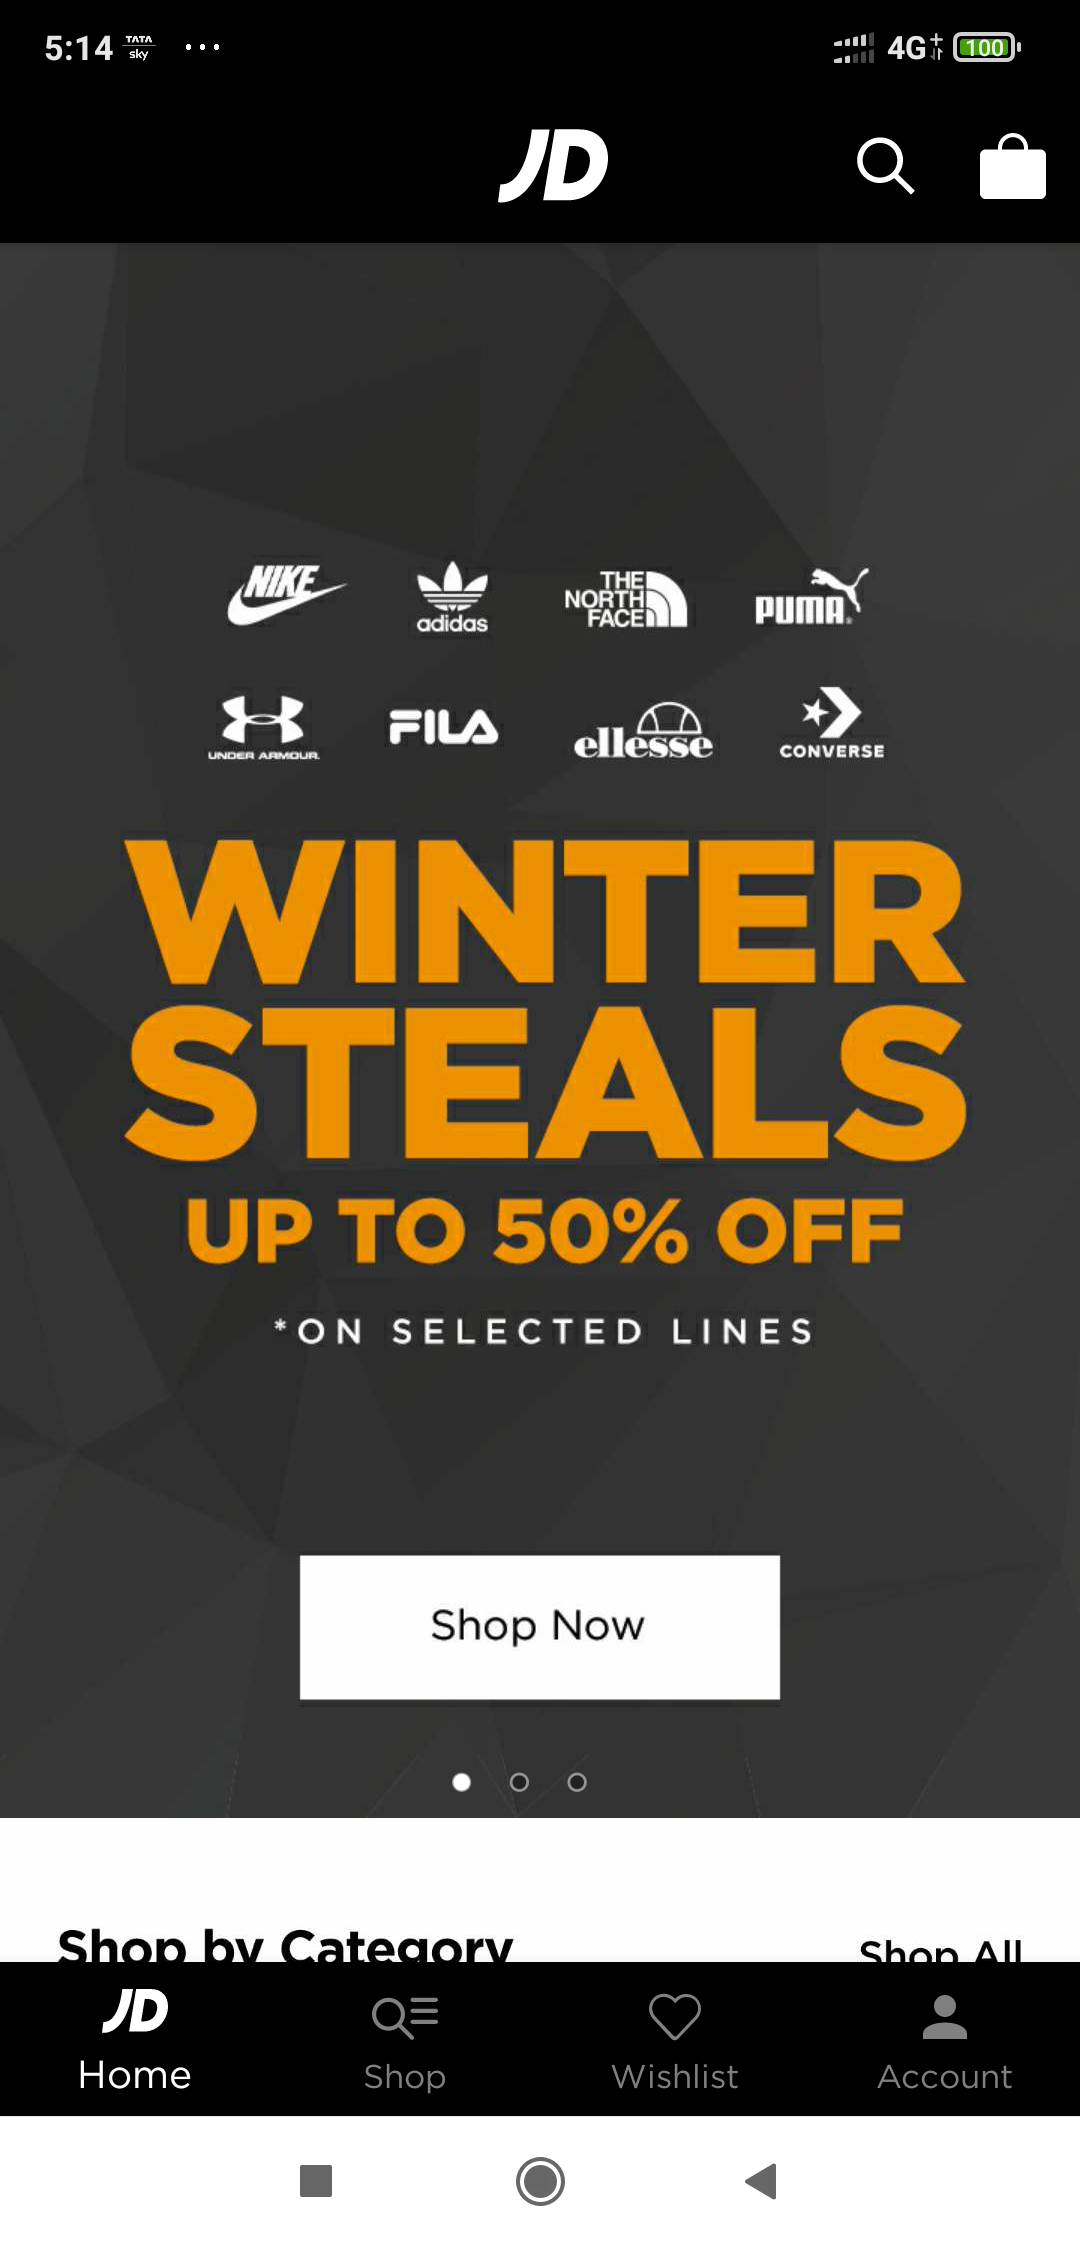 5:14 TATA sky ... 4G+ 100
JD
NIKE adidas THE NORTH FACE PUMA
UNDER ARMOUR. FILA ellesse CONVERSE
WINTER
STEALS
UP TO 50% OFF
*ON SELECTED LINES
Shop Now
Shop by Category Shop All
JD
Home Shop Wishlist Account